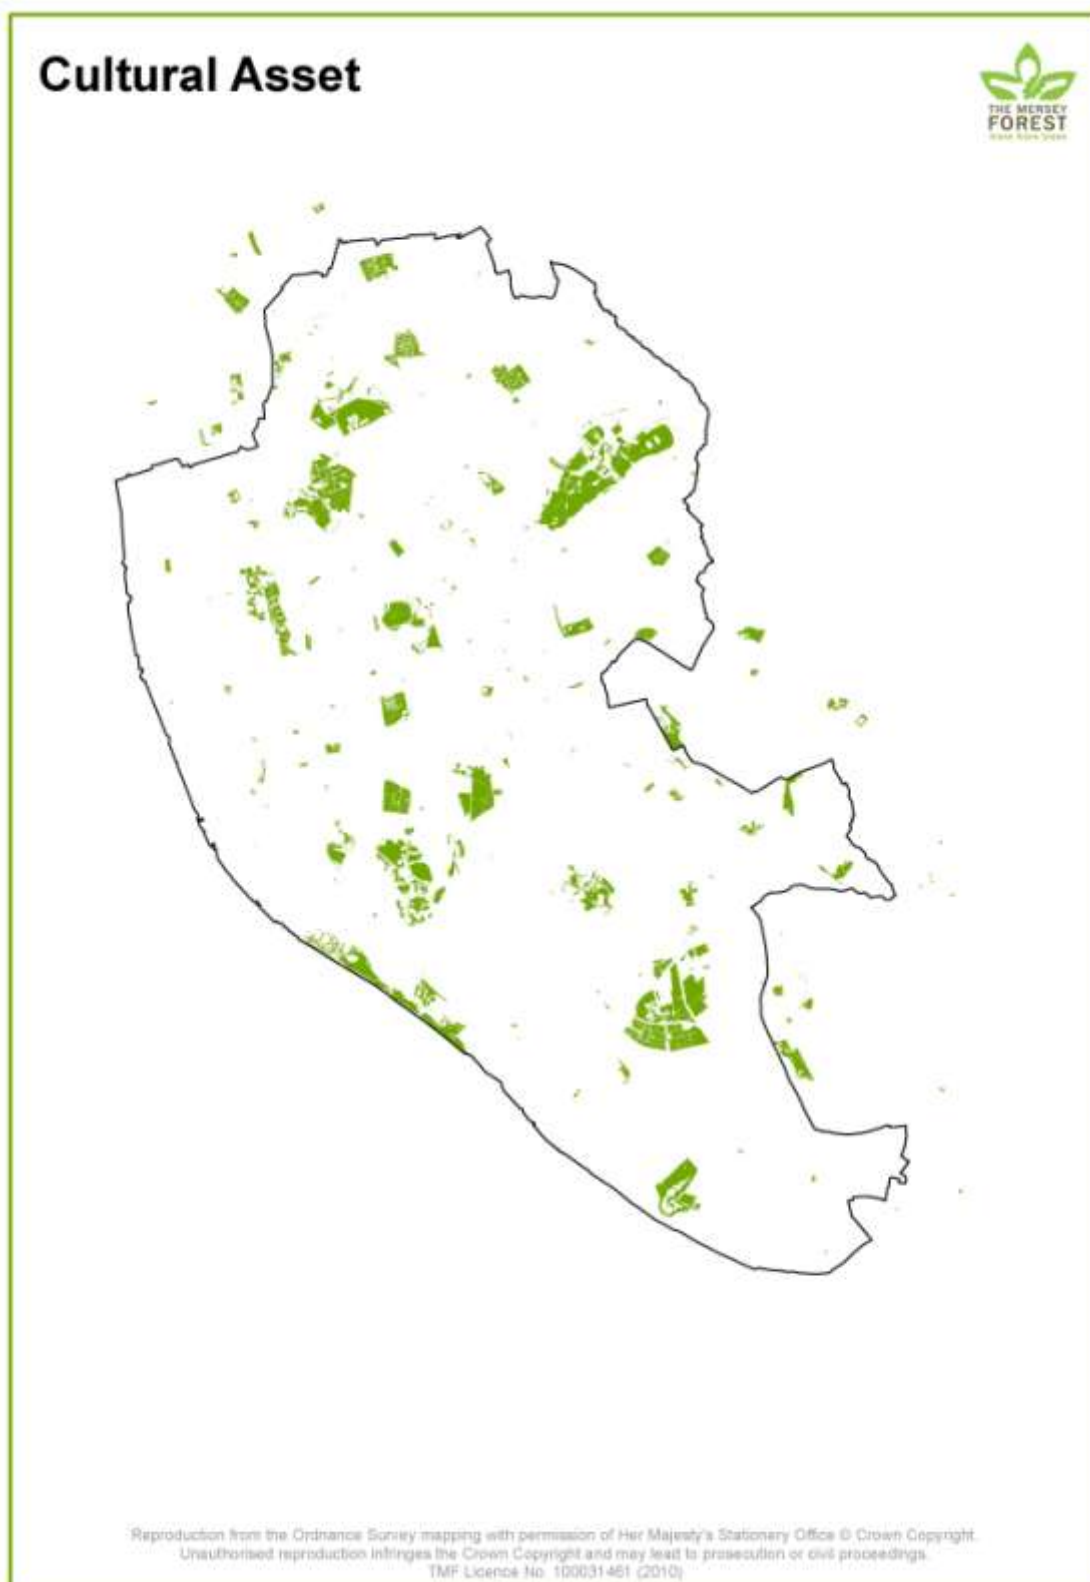 Cultural Asset
THE MERSEY
FOREST
Reproduction from the Ordnance Survey mapping with permission of Her Majesty's Stationery Office © Crown Copyright.
Unauthorised reproduction infringes the Crown Copyright and may lead to prosecution or civil proceedings.
TMF Licence No. 100031461 (2010)